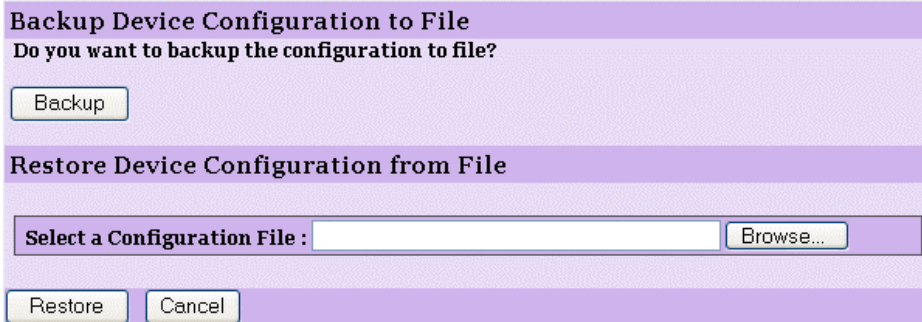 Backup Device Configuration to File
Do you want to backup the configuration to file?
Backup
Restore Device Configuration from File
Select a Configuration File : Browse...
Restore Cancel